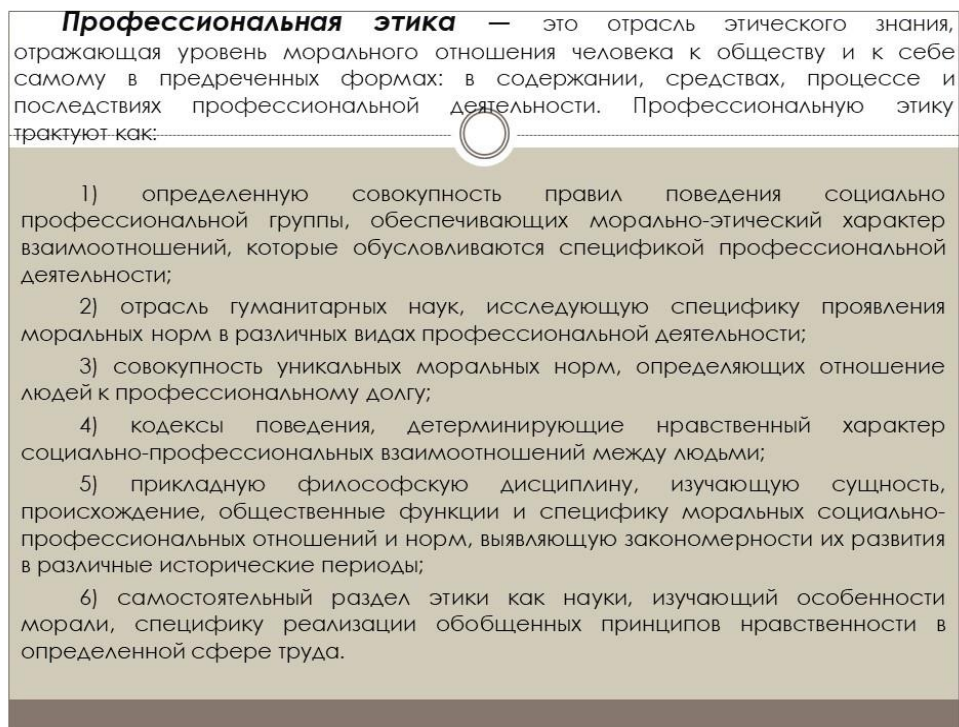 Профессиональная этика — это отрасль этического знания,
отражающая уровень морального отношения человека к обществу и к себе
самому в предреченных формах: в содержании, средствах, процессе и
последствиях профессиональной деятельности. Профессиональную этику
трактуют как:
1) определенную совокупность правил поведения социально
профессиональной группы, обеспечивающих морально-этический характер
взаимоотношений, которые обусловливаются спецификой профессиональной
деятельности;
2) отрасль гуманитарных наук, исследующую специфику проявления
моральных норм в различных видах профессиональной деятельности;
3) совокупность уникальных моральных норм, определяющих отношение
людей к профессиональному долгу;
4) кодексы поведения, детерминирующие нравственный характер
социально-профессиональных взаимоотношений между людьми;
5) прикладную философскую дисциплину, изучающую сущность,
происхождение, общественные функции и специфику моральных социально-
профессиональных отношений и норм, выявляющую закономерности их развития
в различные исторические периоды;
6) самостоятельный раздел этики как науки, изучающий особенности
морали, специфику реализации обобщенных принципов нравственности в
определенной сфере труда.